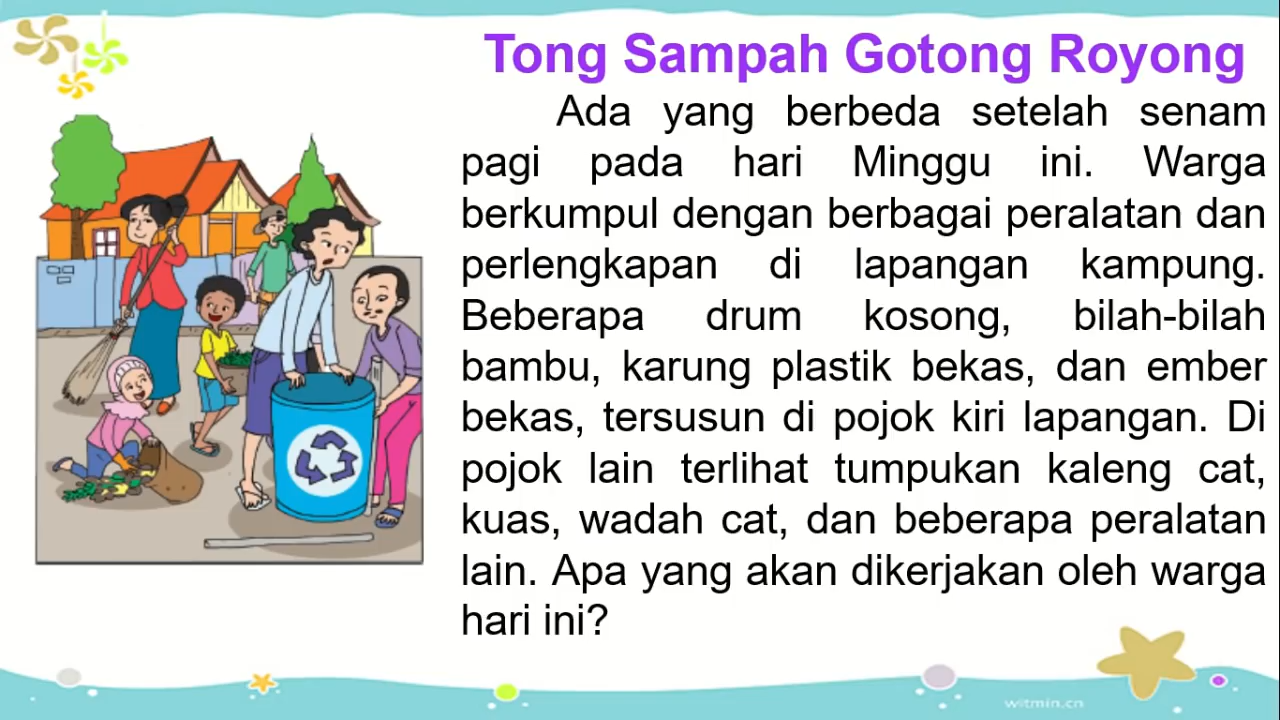 Tong Sampah Gotong Royong
Ada yang berbeda setelah senam
pagi pada hari Minggu ini. Warga
berkumpul dengan berbagai peralatan dan
perlengkapan di lapangan kampung.
Beberapa drum kosong, bilah-bilah
bambu, karung plastik bekas, dan ember
bekas, tersusun di pojok kiri lapangan. Di
pojok lain terlihat tumpukan kaleng cat,
kuas, wadah cat, dan beberapa peralatan
lain. Apa yang akan dikerjakan oleh warga
hari ini?
witmin.cn